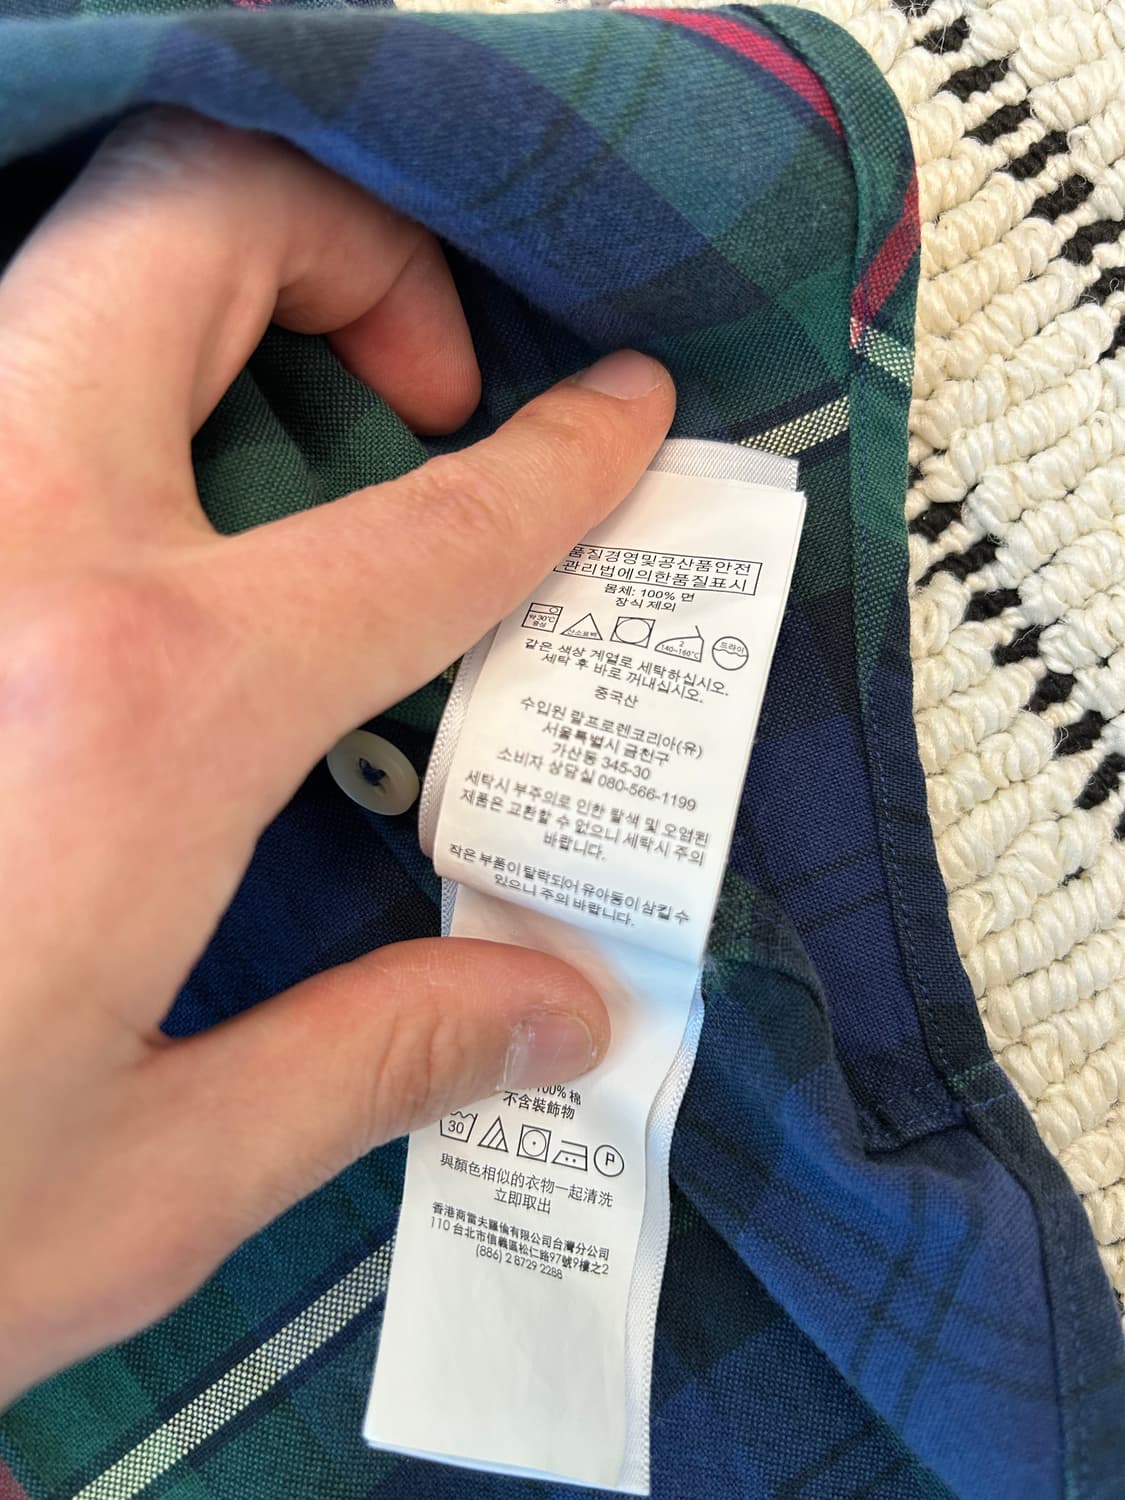 품질경영및공산품안전
관리법에의한품질표시
몸체: 100% 면
장식 제외
약30℃
중성
산소표백
2
140~160℃
드라이
같은 색상 계열로 세탁하십시오.
세탁 후 바로 꺼내십시오.
중국산
수입원 랄프로렌코리아(유)
서울특별시 금천구
가산동 345-30
소비자 상담실 080-566-1199
세탁시 부주의로 인한 탈색 및 오염된
제품은 교환할 수 없으니 세탁시 주의
바랍니다.
작은 부품이 탈락되어 유아동이 삼킬 수
있으니 주의 바랍니다.
100% 棉
不含裝飾物
30
P
與顏色相似的衣物一起清洗
立即取出
香港商雷夫羅倫有限公司台灣分公司
110 台北市信義區松仁路97號9樓之2
(886) 2 8729 2288